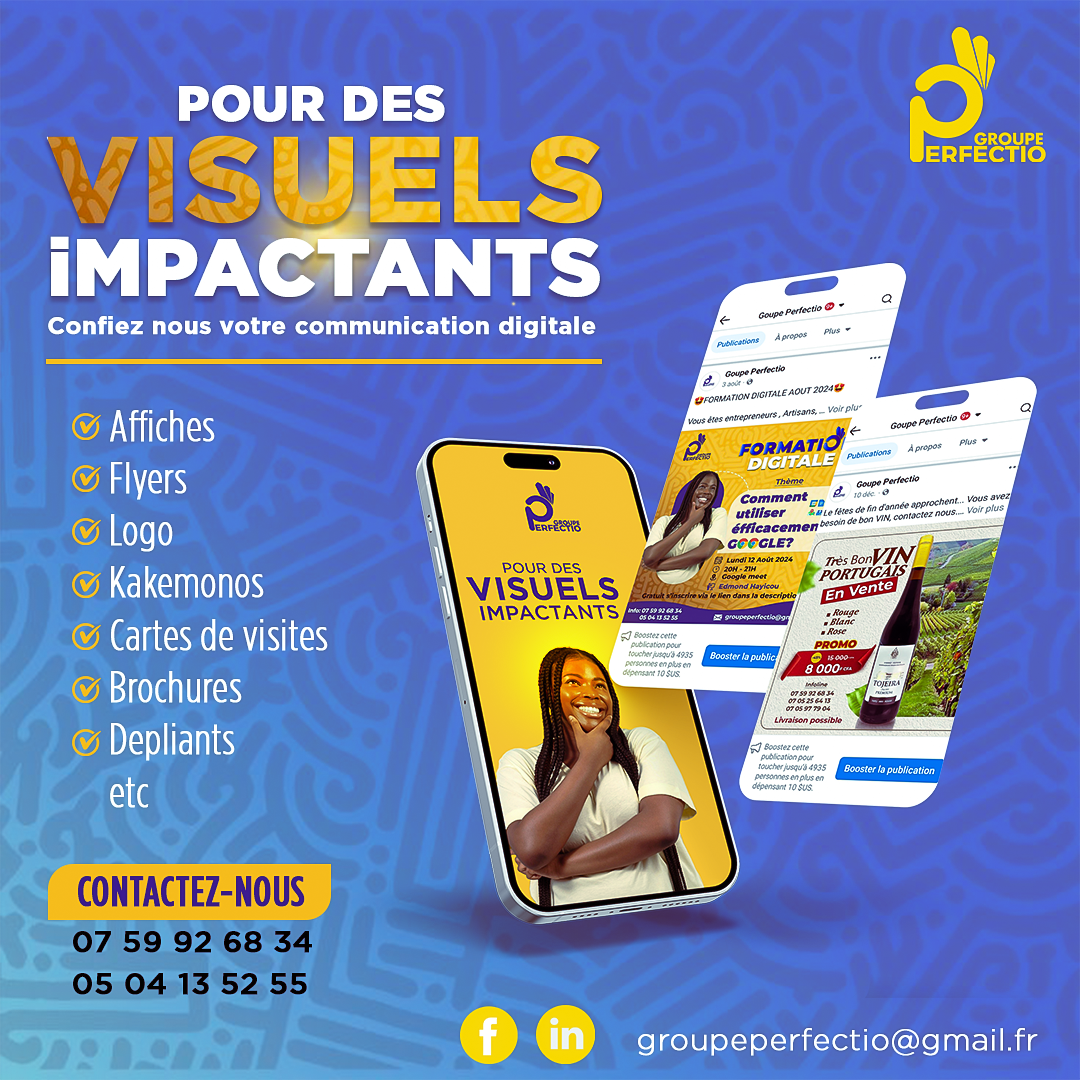 POUR DES
VISUELS
iMPACTANTS
Confiez nous votre communication digitale
GROUPE
PERFECTIO
Affiches
Flyers
Logo
Kakemonos
Cartes de visites
Brochures
Depliants
etc
CONTACTEZ-NOUS
07 59 92 68 34
05 04 13 52 55
GROUPE
PERFECTIO
POUR DES
VISUELS
IMPACTANTS
Goupe Perfectio 9+
Publications À propos Plus
Goupe Perfectio
3 août
FORMATION DIGITALE AOUT 2024
Vous êtes entrepreneurs , Artisans, ... Voir plus
FORMATIO
DIGITALE
Thème
Comment
utiliser
éfficacemen
GOOGLE?
Lundi 12 Août 2024
20H - 21H
Google meet
Edmond Hayicou
Gratuit s'inscrire via le lien dans la descriptio
Info: 07 59 92 68 34
05 04 13 52 55
groupeperfectio@gm
Boostez cette
publication pour
toucher jusqu'à 4935
personnes en plus en
dépensant 10 $US.
Booster la public
Goupe Perfectio 9+
Publications À propos Plus
Goupe Perfectio
10 déc.
Le fêtes de fin d'année approchent... Vous avez
besoin de bon VIN, contactez nous.... Voir plus
Très Bon VIN
PORTUGAIS
En Vente
Rouge
Blanc
Rose
PROMO
15 000
8 000F CFA
Infoline
07 59 92 68 34
07 05 25 64 13
07 05 97 79 04
Livraison possible
TOJEIRA
PREMIUM
Boostez cette
publication pour
toucher jusqu'à 4935
personnes en plus en
dépensant 10 $US.
Booster la publication
f in groupeperfectio@gmail.fr